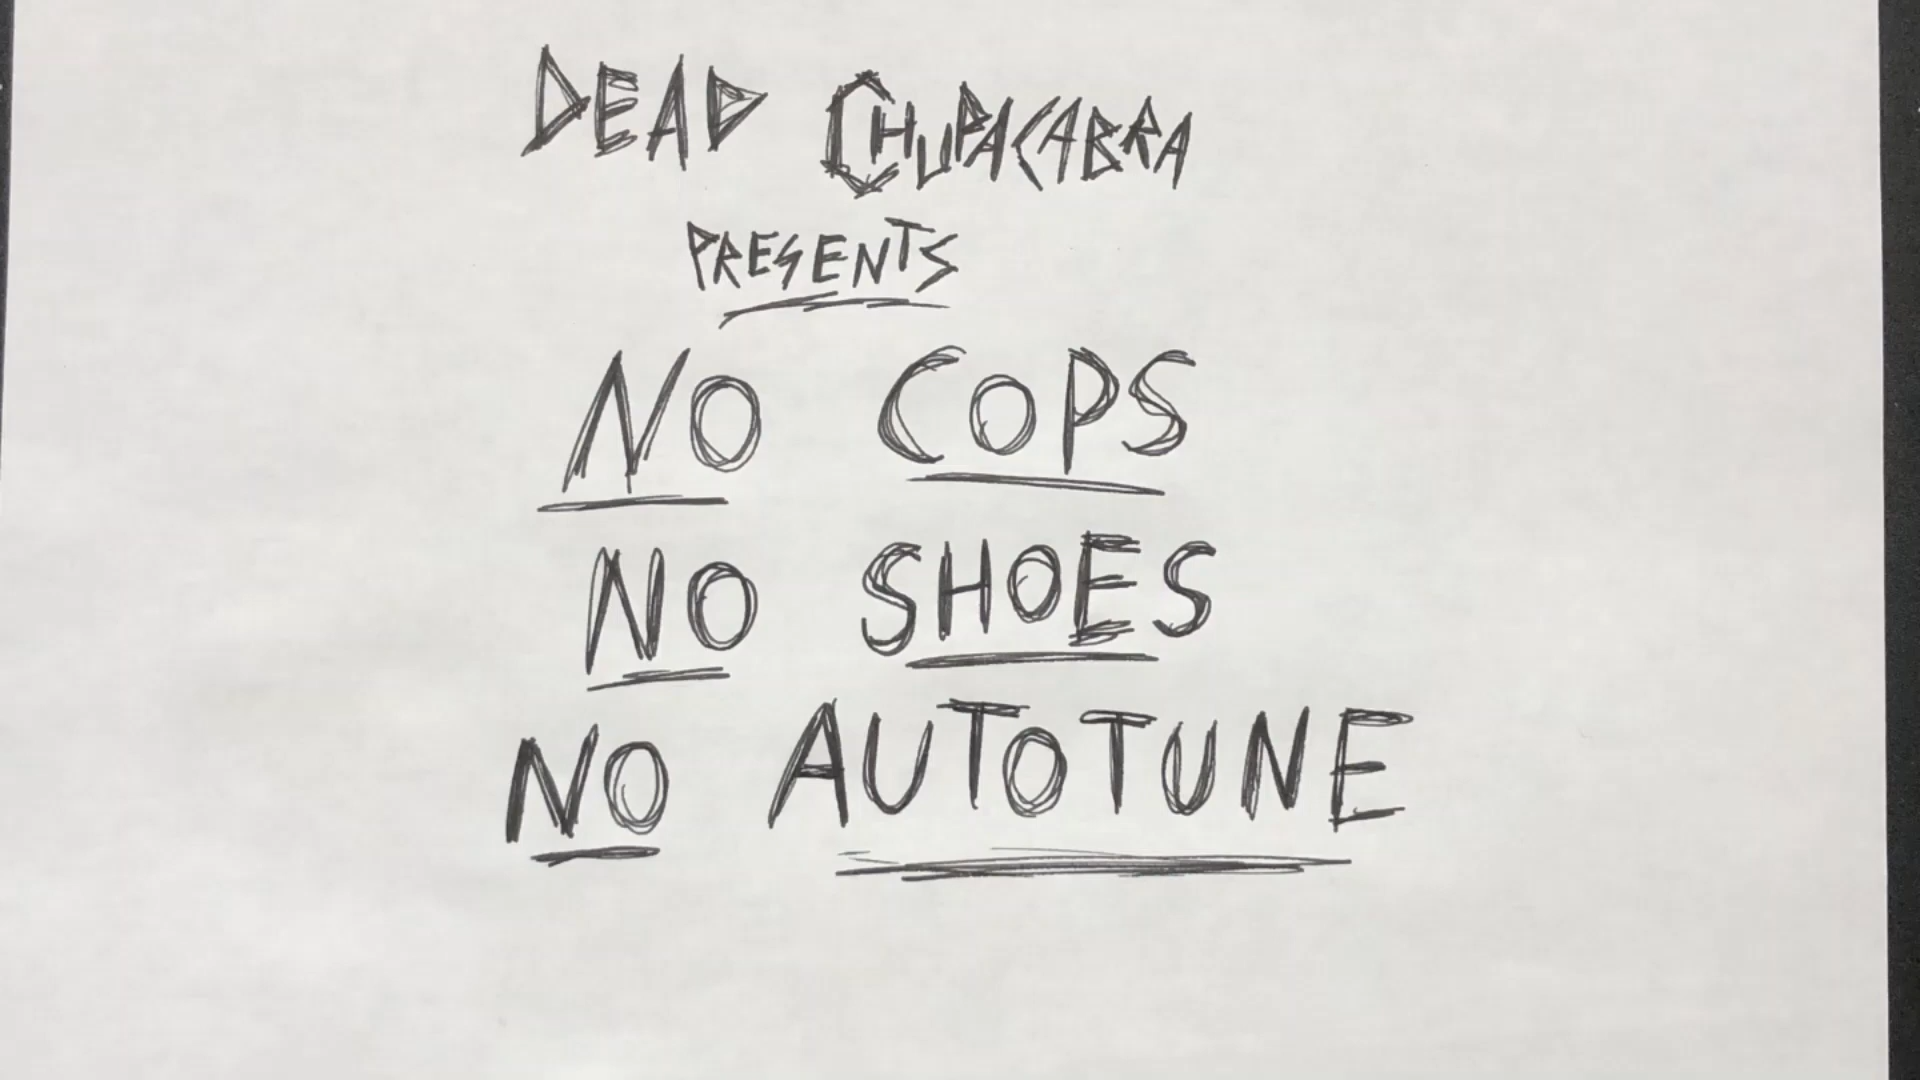 DEAD CHUPACABRA
PRESENTS
NO COPS
NO SHOES
NO AUTOTUNE